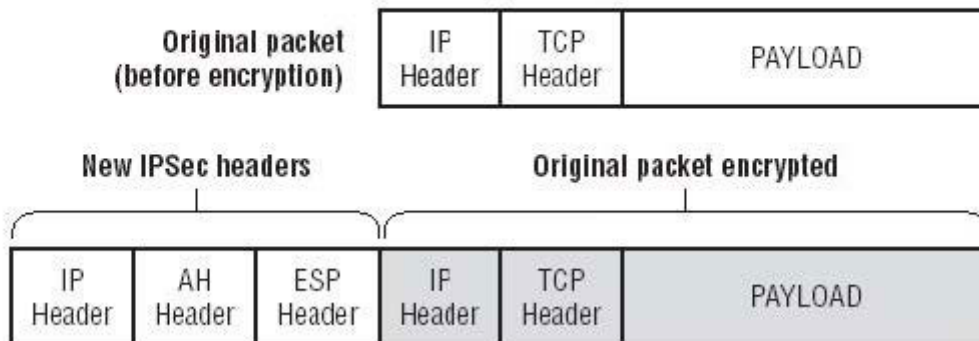 Original packet
(before encryption)
IP
Header
TCP
Header
PAYLOAD
New IPSec headers
Original packet encrypted
IP
Header
AH
Header
ESP
Header
IP
Header
TCP
Header
PAYLOAD